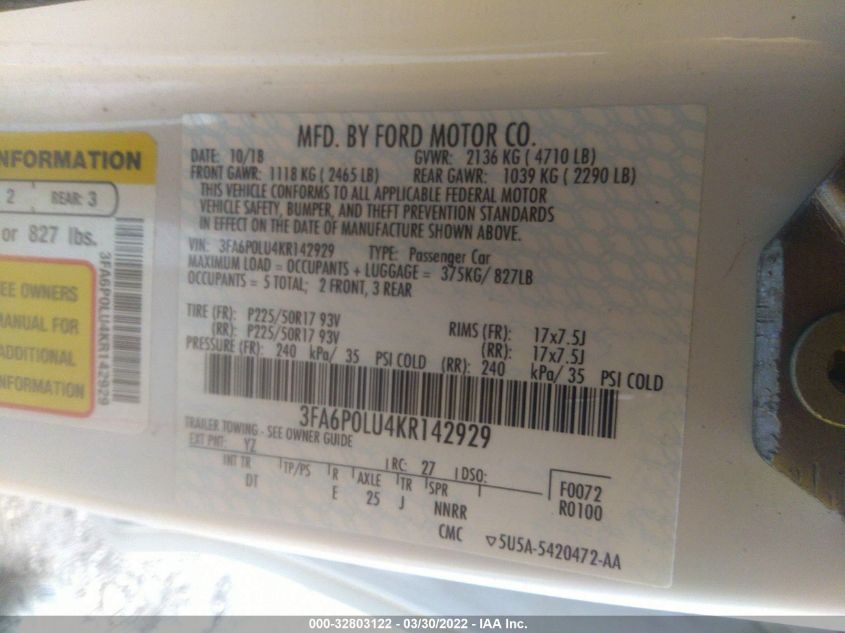 NFORMATION
2 REAR: 3
or 827 lbs.
EE OWNERS
MANUAL FOR
ADDITIONAL
NFORMATION
3FA6P0LU4KR142929
MFD. BY FORD MOTOR CO.
DATE: 10/18 GVWR: 2136 KG ( 4710 LB)
FRONT GAWR: 1118 KG ( 2465 LB) REAR GAWR: 1039 KG ( 2290 LB)
THIS VEHICLE CONFORMS TO ALL APPLICABLE FEDERAL MOTOR
VEHICLE SAFETY, BUMPER, AND THEFT PREVENTION STANDARDS
IN EFFECT ON THE DATE OF MANUFACTURE SHOWN ABOVE.
VIN: 3FA6P0LU4KR142929 TYPE: Passenger Car
MAXIMUM LOAD = OCCUPANTS + LUGGAGE = 375KG/ 827LB
OCCUPANTS = 5 TOTAL; 2 FRONT, 3 REAR
TIRE (FR): P225/50R17 93V RIMS (FR): 17x7.5J
(RR): P225/50R17 93V (RR): 17x7.5J
PRESSURE (FR): 240 kPa/ 35 PSI COLD (RR): 240 kPa/ 35 PSI COLD
3FA6P0LU4KR142929
TRAILER TOWING - SEE OWNER GUIDE
EXT PNT: YZ RC: 27 DSO:
INT TR TP/PS R AXLE TR SPR F0072
DT E 25 J NNRR R0100
CMC ▽5U5A-5420472-AA
000-32803122 - 03/30/2022 - IAA Inc.